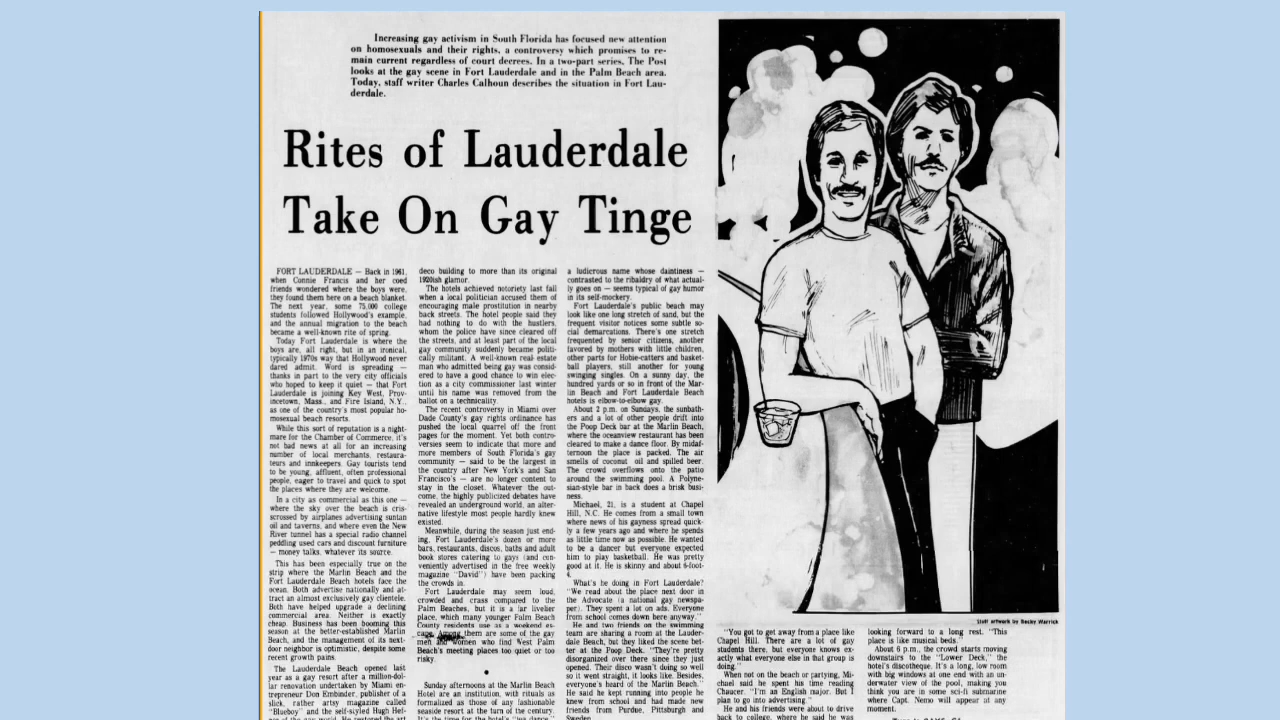 Increasing gay activism in South Florida has focused new attention
on homosexuals and their rights, a controversy which promises to re-
main current regardless of court decrees. In a two-part series, The Post
looks at the gay scene in Fort Lauderdale and in the Palm Beach area.
Today, staff writer Charles Calhoun describes the situation in Fort Lau-
derdale.
Rites of Lauderdale
Take On Gay Tinge
FORT LAUDERDALE — Back in 1961,
when Connie Francis and her coed
friends wondered where the boys were,
they found them here on a beach blanket.
The next year, some 75,000 college
students followed Hollywood's example,
and the annual migration to the beach
became a well-known rite of spring.
Today Fort Lauderdale is where the
boys are, all right, but in an ironical,
typically 1970s way that Hollywood never
dared admit. Word is spreading —
thanks in part to the very city officials
who hoped to keep it quiet — that Fort
Lauderdale is joining Key West, Prov-
incetown, Mass., and Fire Island, N.Y.,
as one of the country's most popular ho-
mosexual beach resorts.
While this sort of reputation is a night-
mare for the Chamber of Commerce, it's
not bad news at all for an increasing
number of local merchants, restaura-
teurs and innkeepers. Gay tourists tend
to be young, affluent, often professional
people, eager to travel and quick to spot
the places where they are welcome.
In a city as commercial as this one —
where the sky over the beach is cris-
scrossed by airplanes advertising suntan
oil and taverns, and where even the New
River tunnel has a special radio channel
peddling used cars and discount furniture
— money talks, whatever its source.
This has been especially true on the
strip where the Marlin Beach and the
Fort Lauderdale Beach hotels face the
ocean. Both advertise nationally and at-
tract an almost exclusively gay clientele.
Both have helped upgrade a declining
commercial area. Neither is exactly
cheap. Business has been booming this
season at the better-established Marlin
Beach, and the management of its next-
door neighbor is optimistic, despite some
recent growth pains.
The Lauderdale Beach opened last
year as a gay resort after a million-dol-
lar renovation undertaken by Miami en-
trepreneur Don Embinder, publisher of a
slick, rather artsy magazine called
"Blueboy" and the self-styled Hugh Hef-
ner of the gay world. He restored the art
deco building to more than its original
1920ish glamor.
The hotels achieved notoriety last fall
when a local politician accused them of
encouraging male prostitution in nearby
back streets. The hotel people said they
had nothing to do with the hustlers,
whom the police have since cleared off
the streets, and at least part of the local
gay community suddenly became politi-
cally militant. A well-known real estate
man who admitted being gay was consid-
ered to have a good chance to win elec-
tion as a city commissioner last winter
until his name was removed from the
ballot on a technicality.
The recent controversy in Miami over
Dade County's gay rights ordinance has
pushed the local quarrel off the front
pages for the moment. Yet both contro-
versies seem to indicate that more and
more members of South Florida's gay
community — said to be the largest in
the country after New York's and San
Francisco's — are no longer content to
stay in the closet. Whatever the out-
come, the highly publicized debates have
revealed an underground world, an alter-
native lifestyle most people hardly knew
existed.
Meanwhile, during the season just end-
ing, Fort Lauderdale's dozen or more
bars, restaurants, discos, baths and adult
book stores catering to gays (and con-
veniently advertised in the free weekly
magazine "David") have been packing
the crowds in.
Fort Lauderdale may seem loud,
crowded and crass compared to the
Palm Beaches, but it is a far livelier
place, which many younger Palm Beach
County residents use as a weekend es-
cape. Among them are some of the gay
men and women who find West Palm
Beach's meeting places too quiet or too
risky.
Sunday afternoons at the Marlin Beach
Hotel are an institution, with rituals as
formalized as those of any fashionable
seaside resort at the turn of the century.
It's the time for the hotel's "tea dance,"
a ludicrous name whose daintiness —
contrasted to the ribaldry of what actual-
ly goes on — seems typical of gay humor
in its self-mockery.
Fort Lauderdale's public beach may
look like one long stretch of sand, but the
frequent visitor notices some subtle so-
cial demarcations. There's one stretch
frequented by senior citizens, another
favored by mothers with little children,
other parts for Hobie-catters and basket-
ball players, still another for young
swinging singles. On a sunny day, the
hundred yards or so in front of the Mar-
lin Beach and Fort Lauderdale Beach
hotels is elbow-to-elbow gay.
About 2 p.m. on Sundays, the sunbath-
ers and a lot of other people drift into
the Poop Deck bar at the Marlin Beach,
where the oceanview restaurant has been
cleared to make a dance floor. By midaf-
ternoon the place is packed. The air
smells of coconut oil and spilled beer.
The crowd overflows onto the patio
around the swimming pool. A Polyne-
sian-style bar in back does a brisk busi-
ness.
Michael, 21, is a student at Chapel
Hill, N.C. He comes from a small town
where news of his gayness spread quick-
ly a few years ago and where he spends
as little time now as possible. He wanted
to be a dancer but everyone expected
him to play basketball. He was pretty
good at it. He is skinny and about 6-foot-
4.
What's he doing in Fort Lauderdale?
"We read about the place next door in
the Advocate (a national gay newspa-
per). They spent a lot on ads. Everyone
from school comes down here anyway."
He and two friends on the swimming
team are sharing a room at the Lauder-
dale Beach, but they liked the scene bet-
ter at the Poop Deck. "They're pretty
disorganized over there since they just
opened. Their disco wasn't doing so well
so it went straight, it looks like. Besides,
everyone's heard of the Marlin Beach."
He said he kept running into people he
knew from school and had made new
friends from Purdue, Pittsburgh and
Sweden.
Staff artwork by Rocky Warrick
"You got to get away from a place like
Chapel Hill. There are a lot of gay
students there, but everyone knows ex-
actly what everyone else in that group is
doing."
When not on the beach or partying, Mi-
chael said he spent his time reading
Chaucer. "I'm an English major. But I
plan to go into advertising."
He and his friends were about to drive
back to college, where he said he was
looking forward to a long rest. "This
place is like musical beds."
About 6 p.m., the crowd starts moving
downstairs to the "Lower Deck," the
hotel's discotheque. It's a long, low room
with big windows at one end with an un-
derwater view of the pool, making you
think you are in some sci-fi submarine
where Capt. Nemo will appear at any
moment.